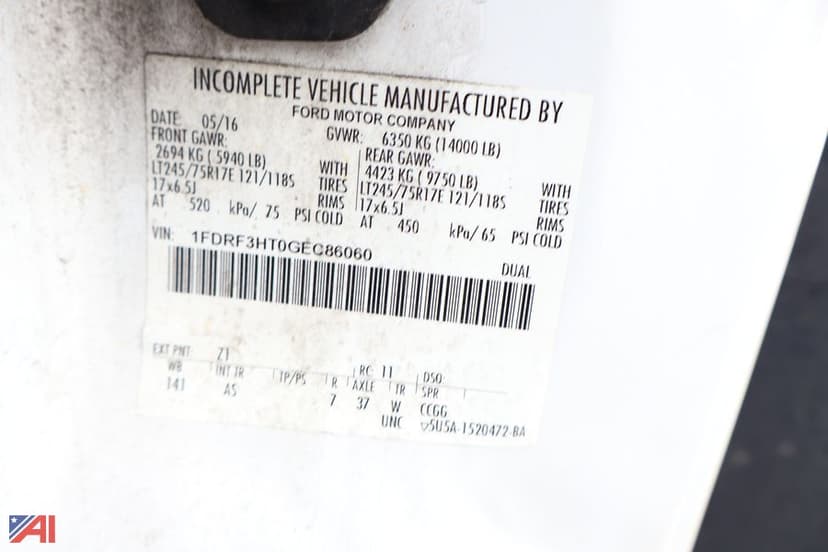 INCOMPLETE VEHICLE MANUFACTURED BY
FORD MOTOR COMPANY
DATE: 05/16 GVWR: 6350 KG (14000 LB)
FRONT GAWR: REAR GAWR:
2694 KG (5940 LB) WITH 4423 KG (9750 LB) WITH
LT245/75R17E 121/118S TIRES LT245/75R17E 121/118S TIRES
17x6.5J RIMS 17x6.5J RIMS
AT 520 kPa/ 75 PSI COLD AT 450 kPa/ 65 PSI COLD
VIN: 1FDRF3HT0GEC86060
DUAL
EXT PNT: Z1 RC: 11 DSO:
WB INT TR TP/PS R AXLE TR SPR
141 AS 7 37 W CCGG
UNC ▽5U5A-1520472-BA
AI